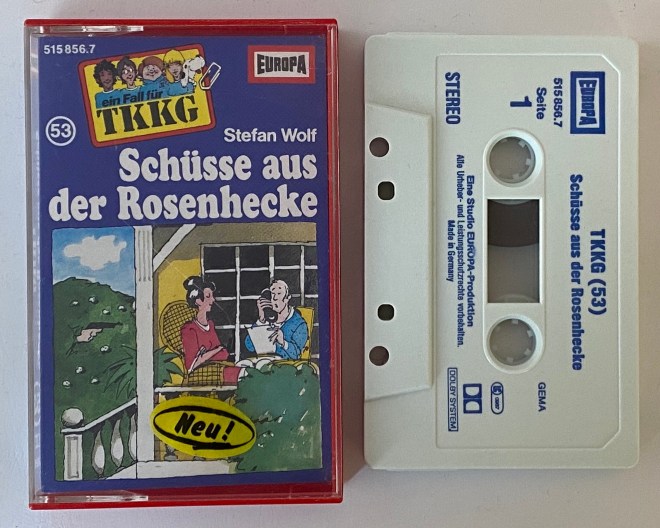 515 856.7
EUROPA
ein Fall für
TKKG
53
Stefan Wolf
Schüsse aus
der Rosenhecke
Neu!
EUROPA
515 856.7
Seite
1
STEREO
TKKG (53)
Schüsse aus der Rosenhecke
Eine Studio EUROPA-Produktion
Alle Urheber- und Leistungsschutzrechte vorbehalten.
Made in Germany
GEMA
DOLBY SYSTEM